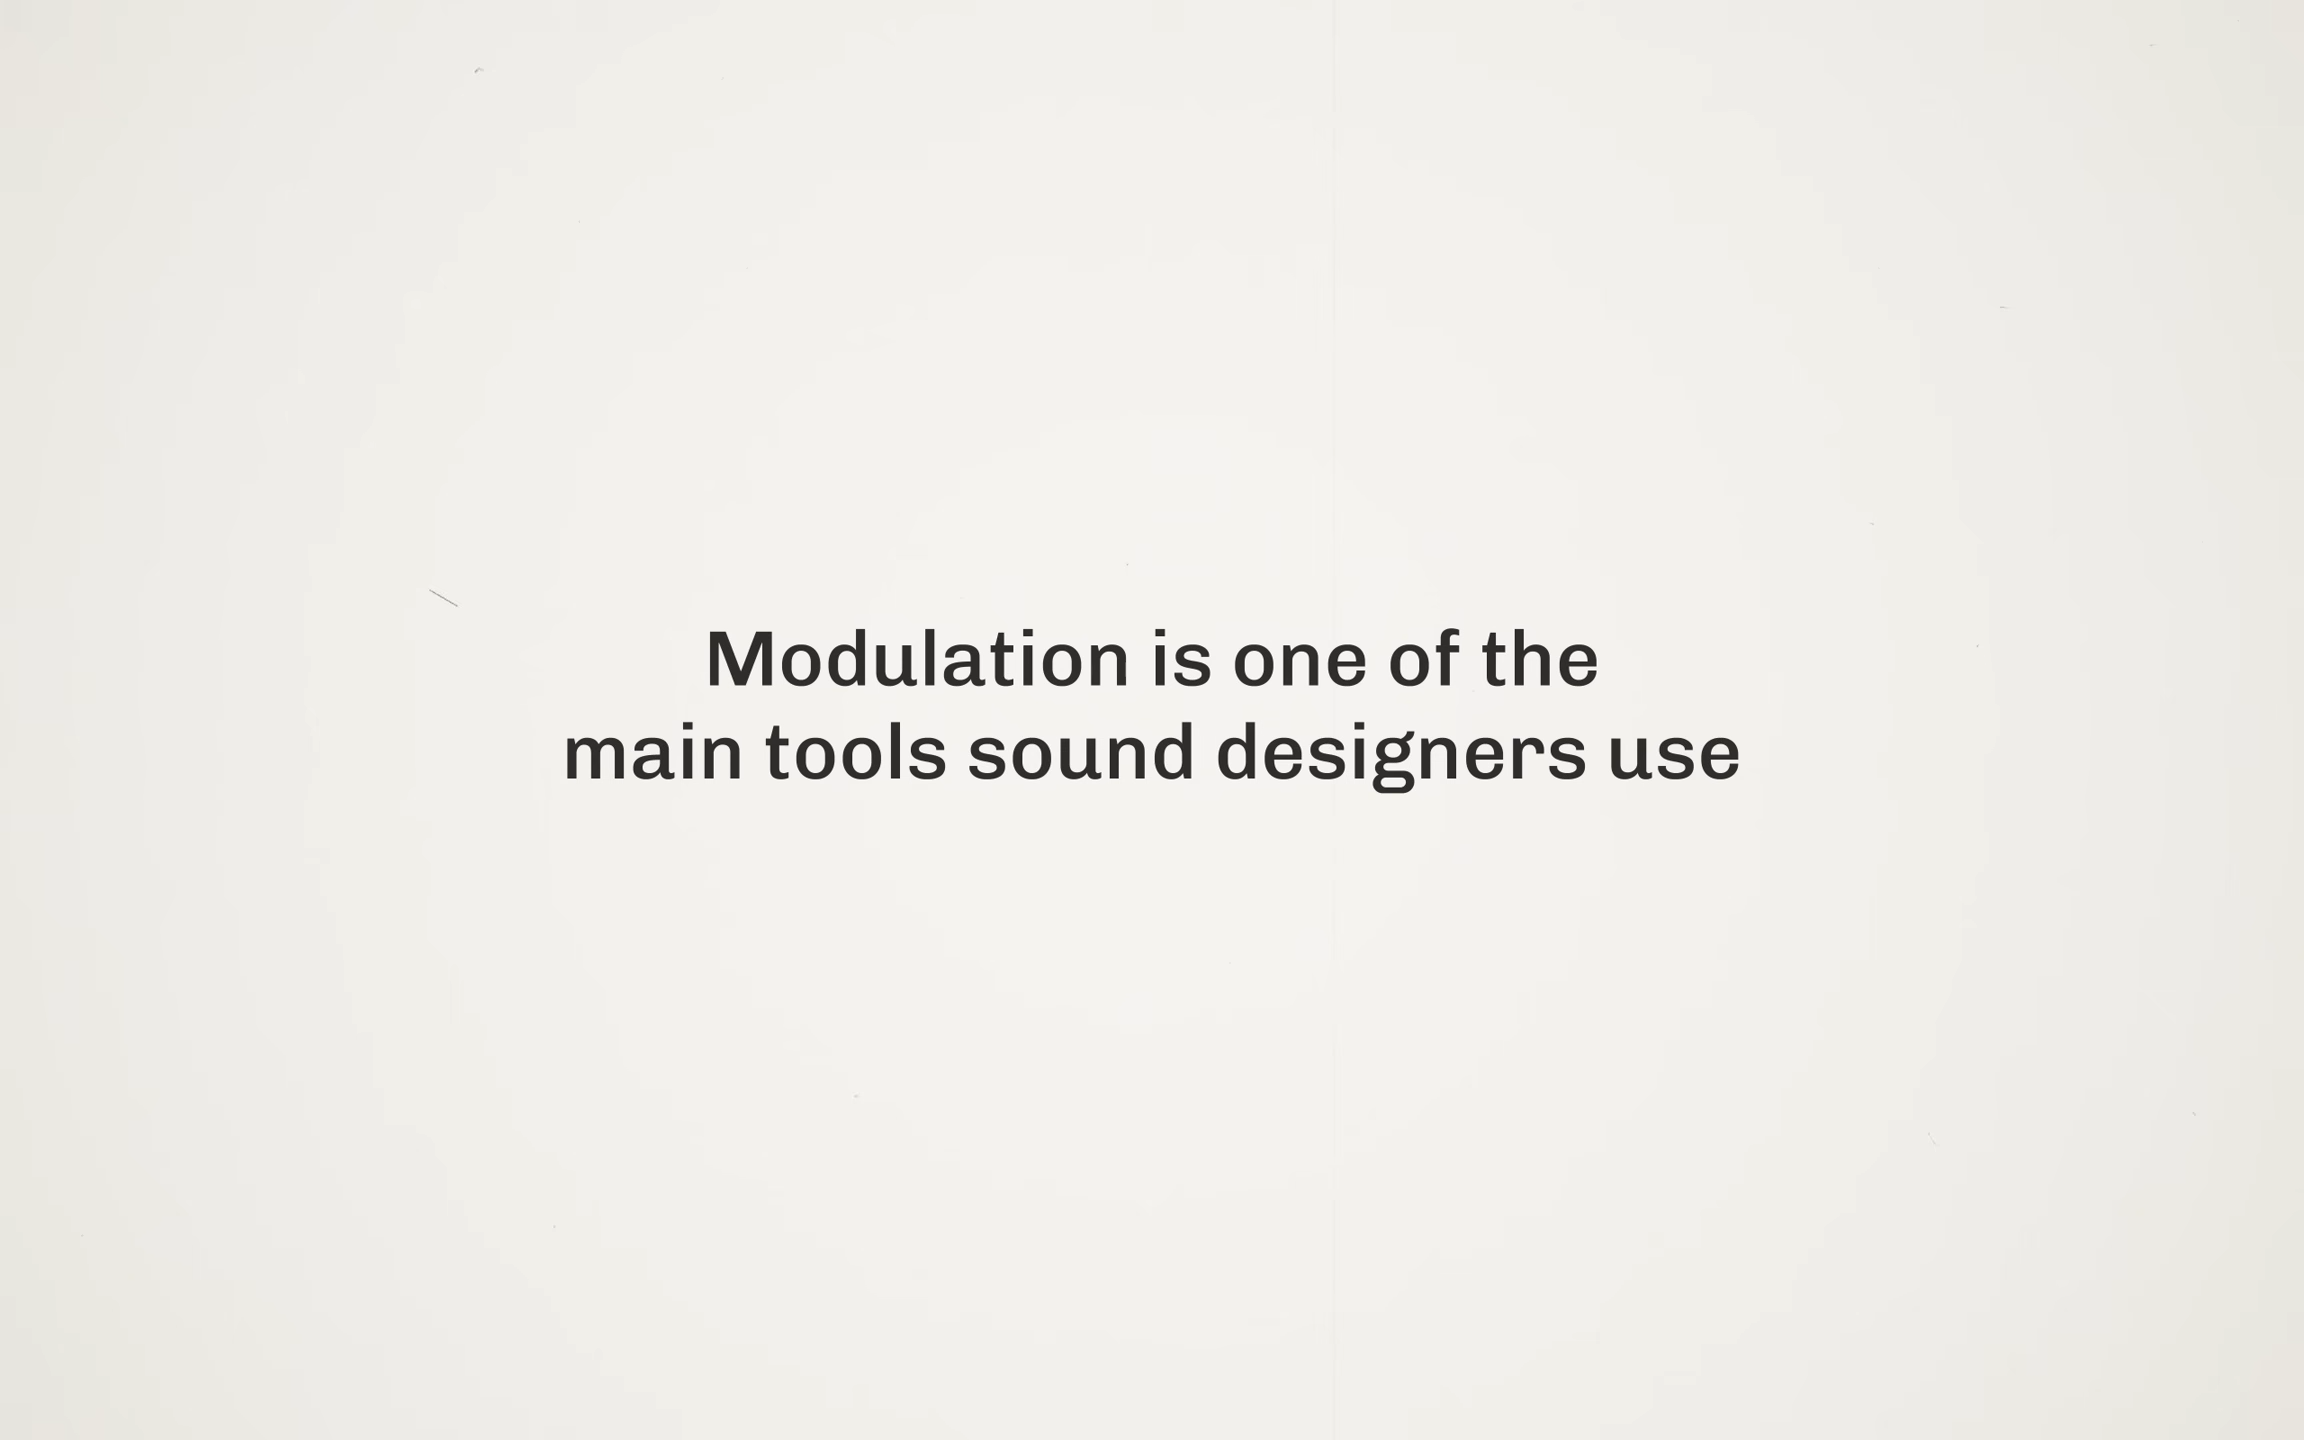 Modulation is one of the
main tools sound designers use